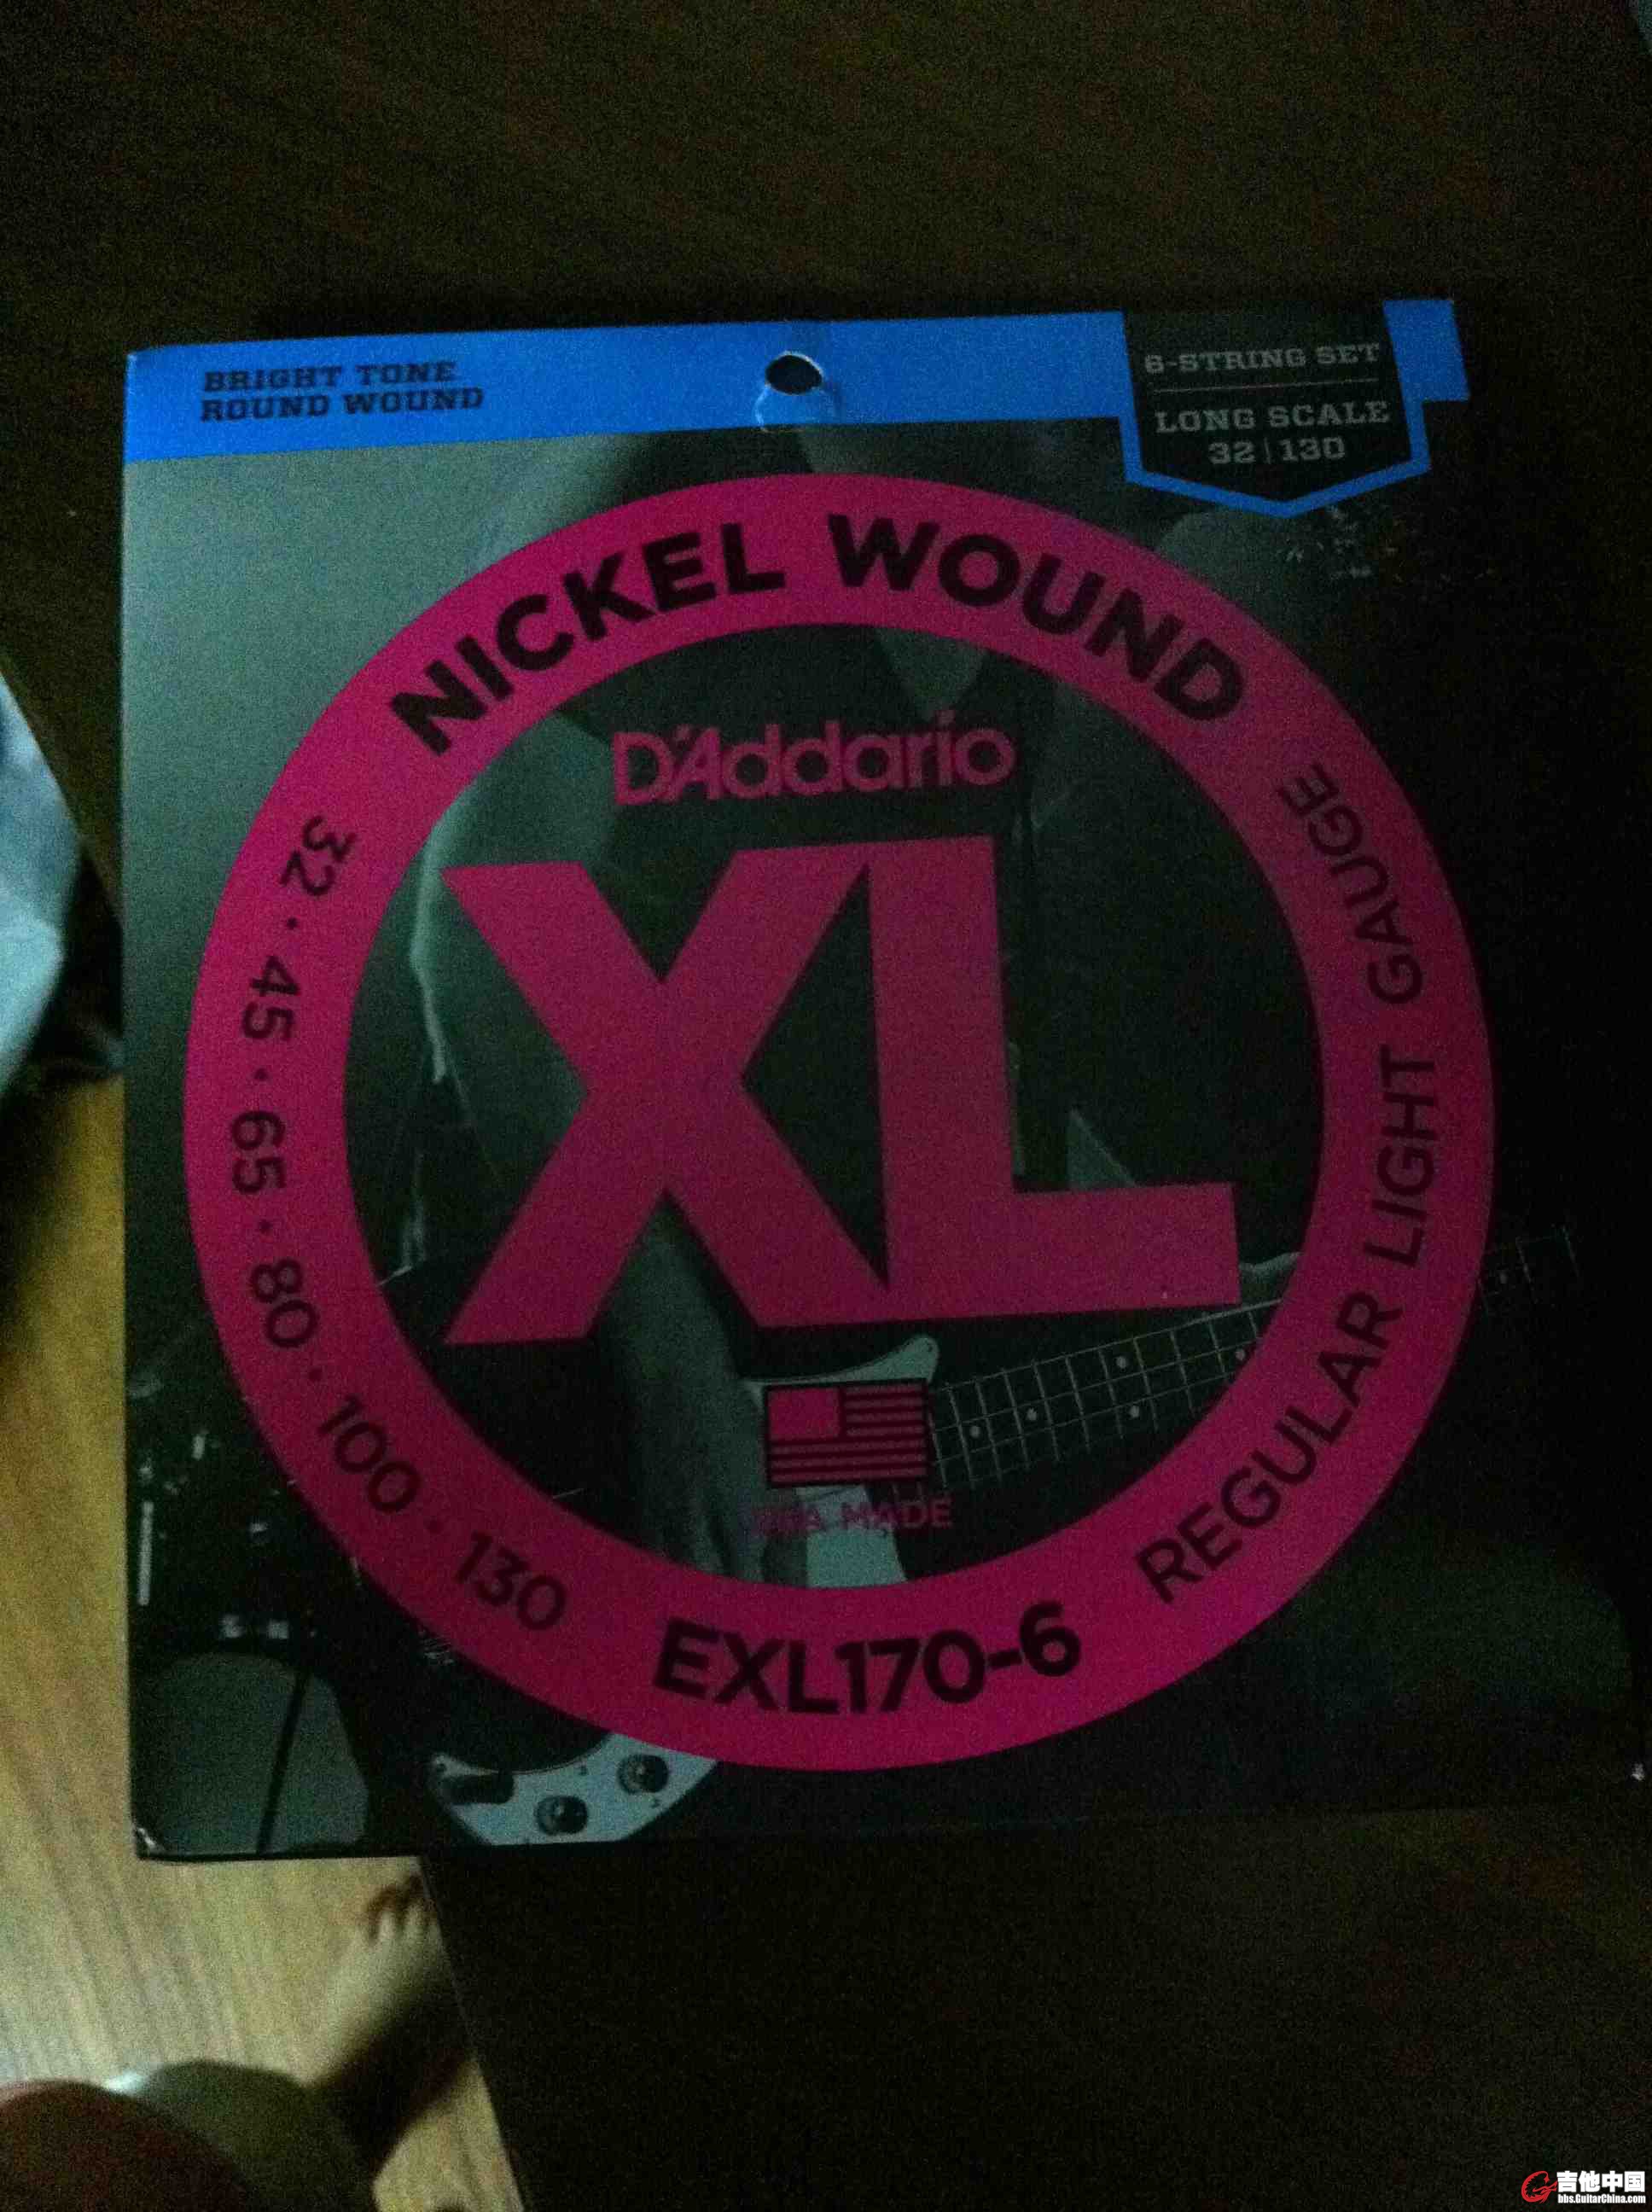 BRIGHT TONE
ROUND WOUND
6-STRING SET
LONG SCALE
32|130
NICKEL WOUND
D'Addario
XL
32 · 45 · 65 · 80 · 100 · 130
REGULAR LIGHT GAUGE
USA MADE
EXL170-6
吉他中国
bbs.GuitarChina.com